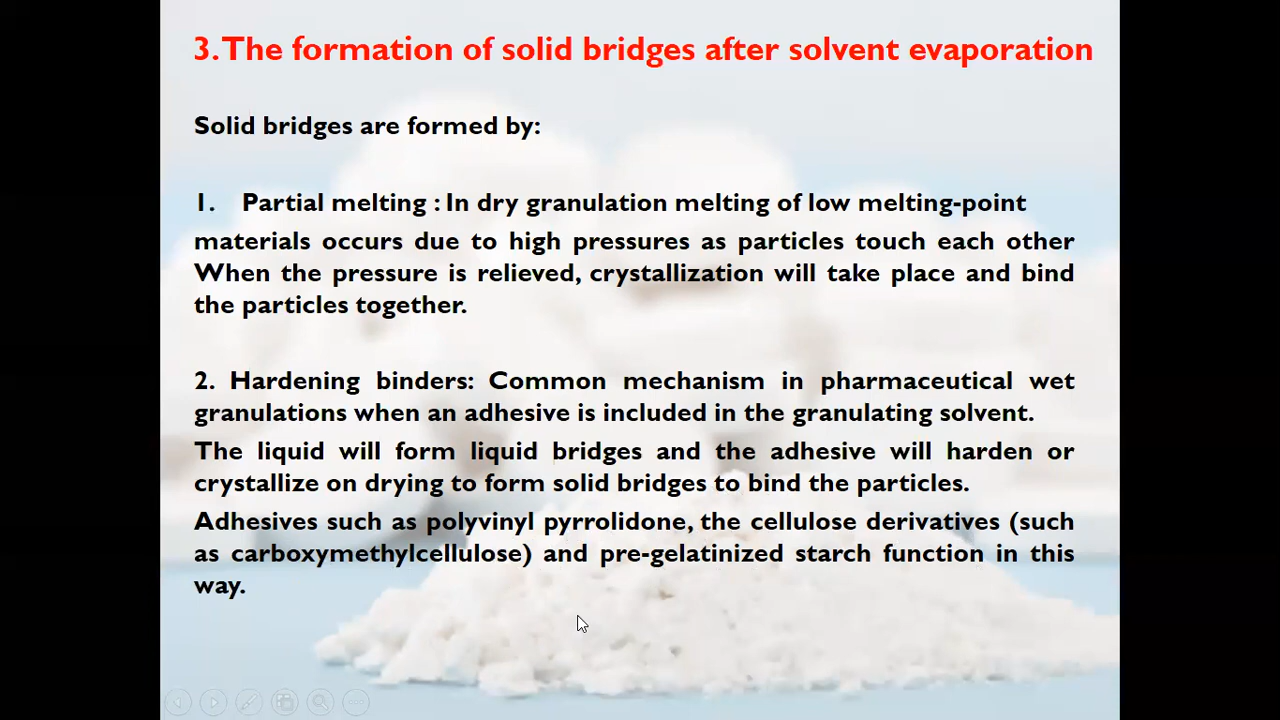 3. The formation of solid bridges after solvent evaporation
Solid bridges are formed by:
1. Partial melting : In dry granulation melting of low melting-point
materials occurs due to high pressures as particles touch each other
When the pressure is relieved, crystallization will take place and bind
the particles together.
2. Hardening binders: Common mechanism in pharmaceutical wet
granulations when an adhesive is included in the granulating solvent.
The liquid will form liquid bridges and the adhesive will harden or
crystallize on drying to form solid bridges to bind the particles.
Adhesives such as polyvinyl pyrrolidone, the cellulose derivatives (such
as carboxymethylcellulose) and pre-gelatinized starch function in this
way.